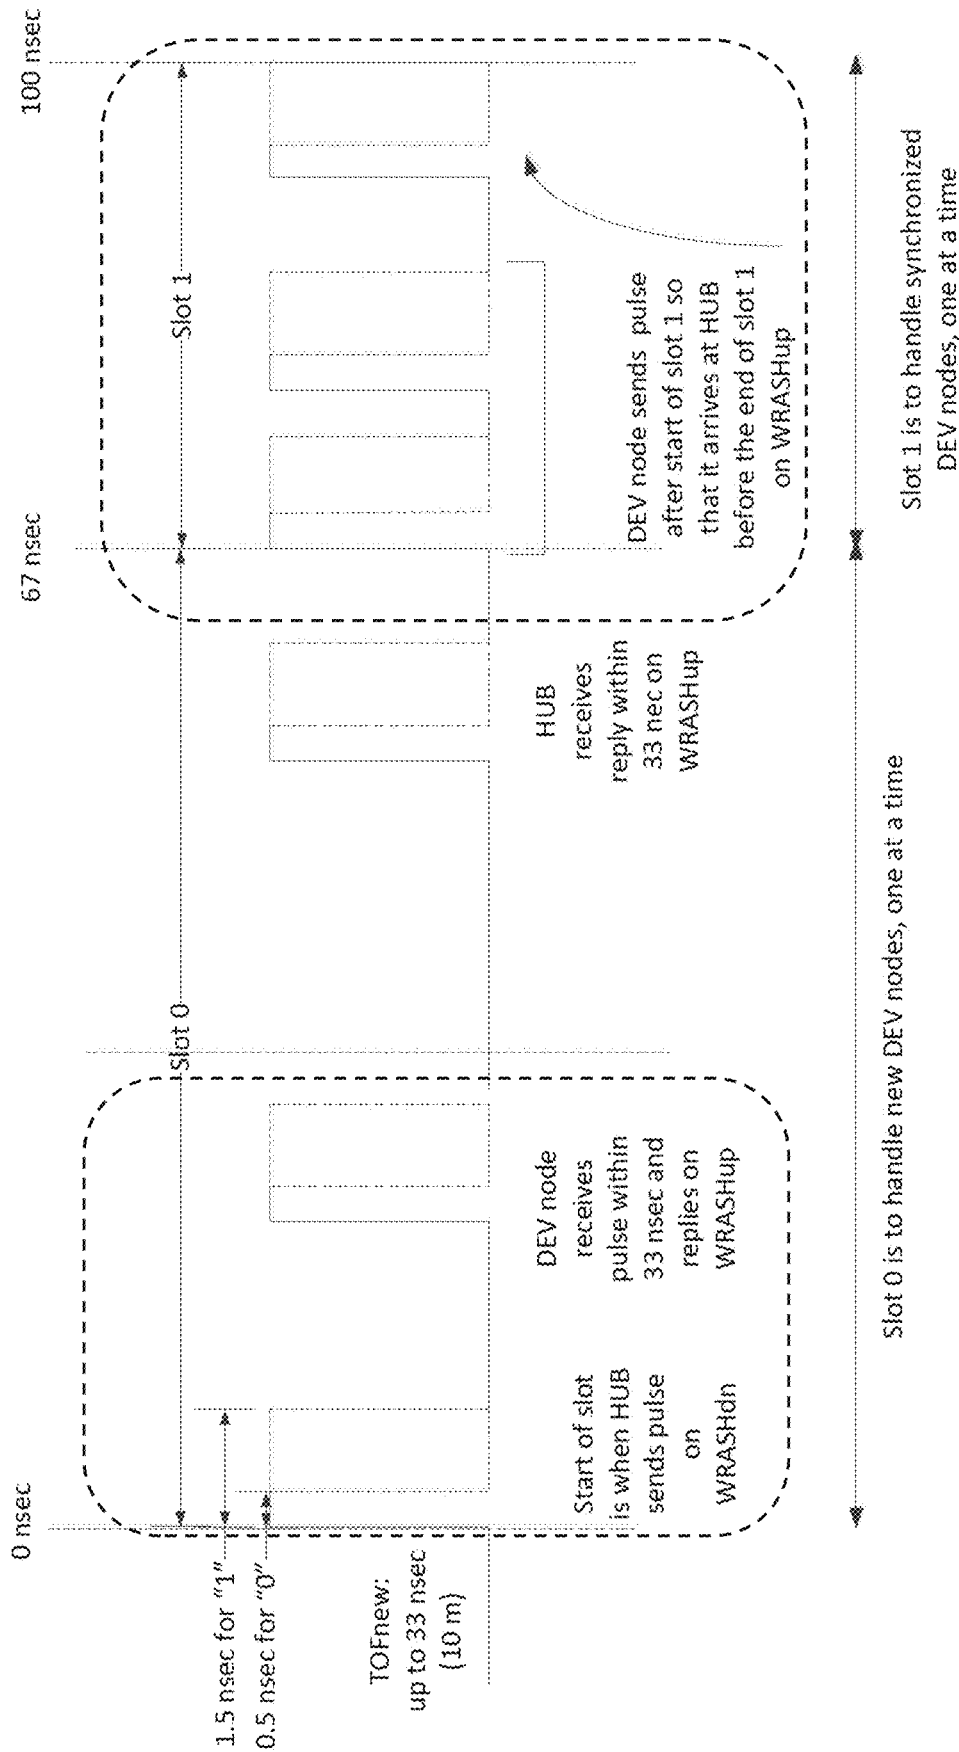 0 nsec
67 nsec
100 nsec
Slot 0
Slot 1
1.5 nsec for “1”
0.5 nsec for “0”
TOFnew:
up to 33 nsec
(10 m)
Start of slot
is when HUB
sends pulse
on
WRASHdn
DEV node
receives
pulse within
33 nsec and
replies on
WRASHup
HUB
receives
reply within
33 nec on
WRASHup
DEV node sends pulse
after start of slot 1 so
that it arrives at HUB
before the end of slot 1
on WRASHup
Slot 0 is to handle new DEV nodes, one at a time
Slot 1 is to handle synchronized
DEV nodes, one at a time